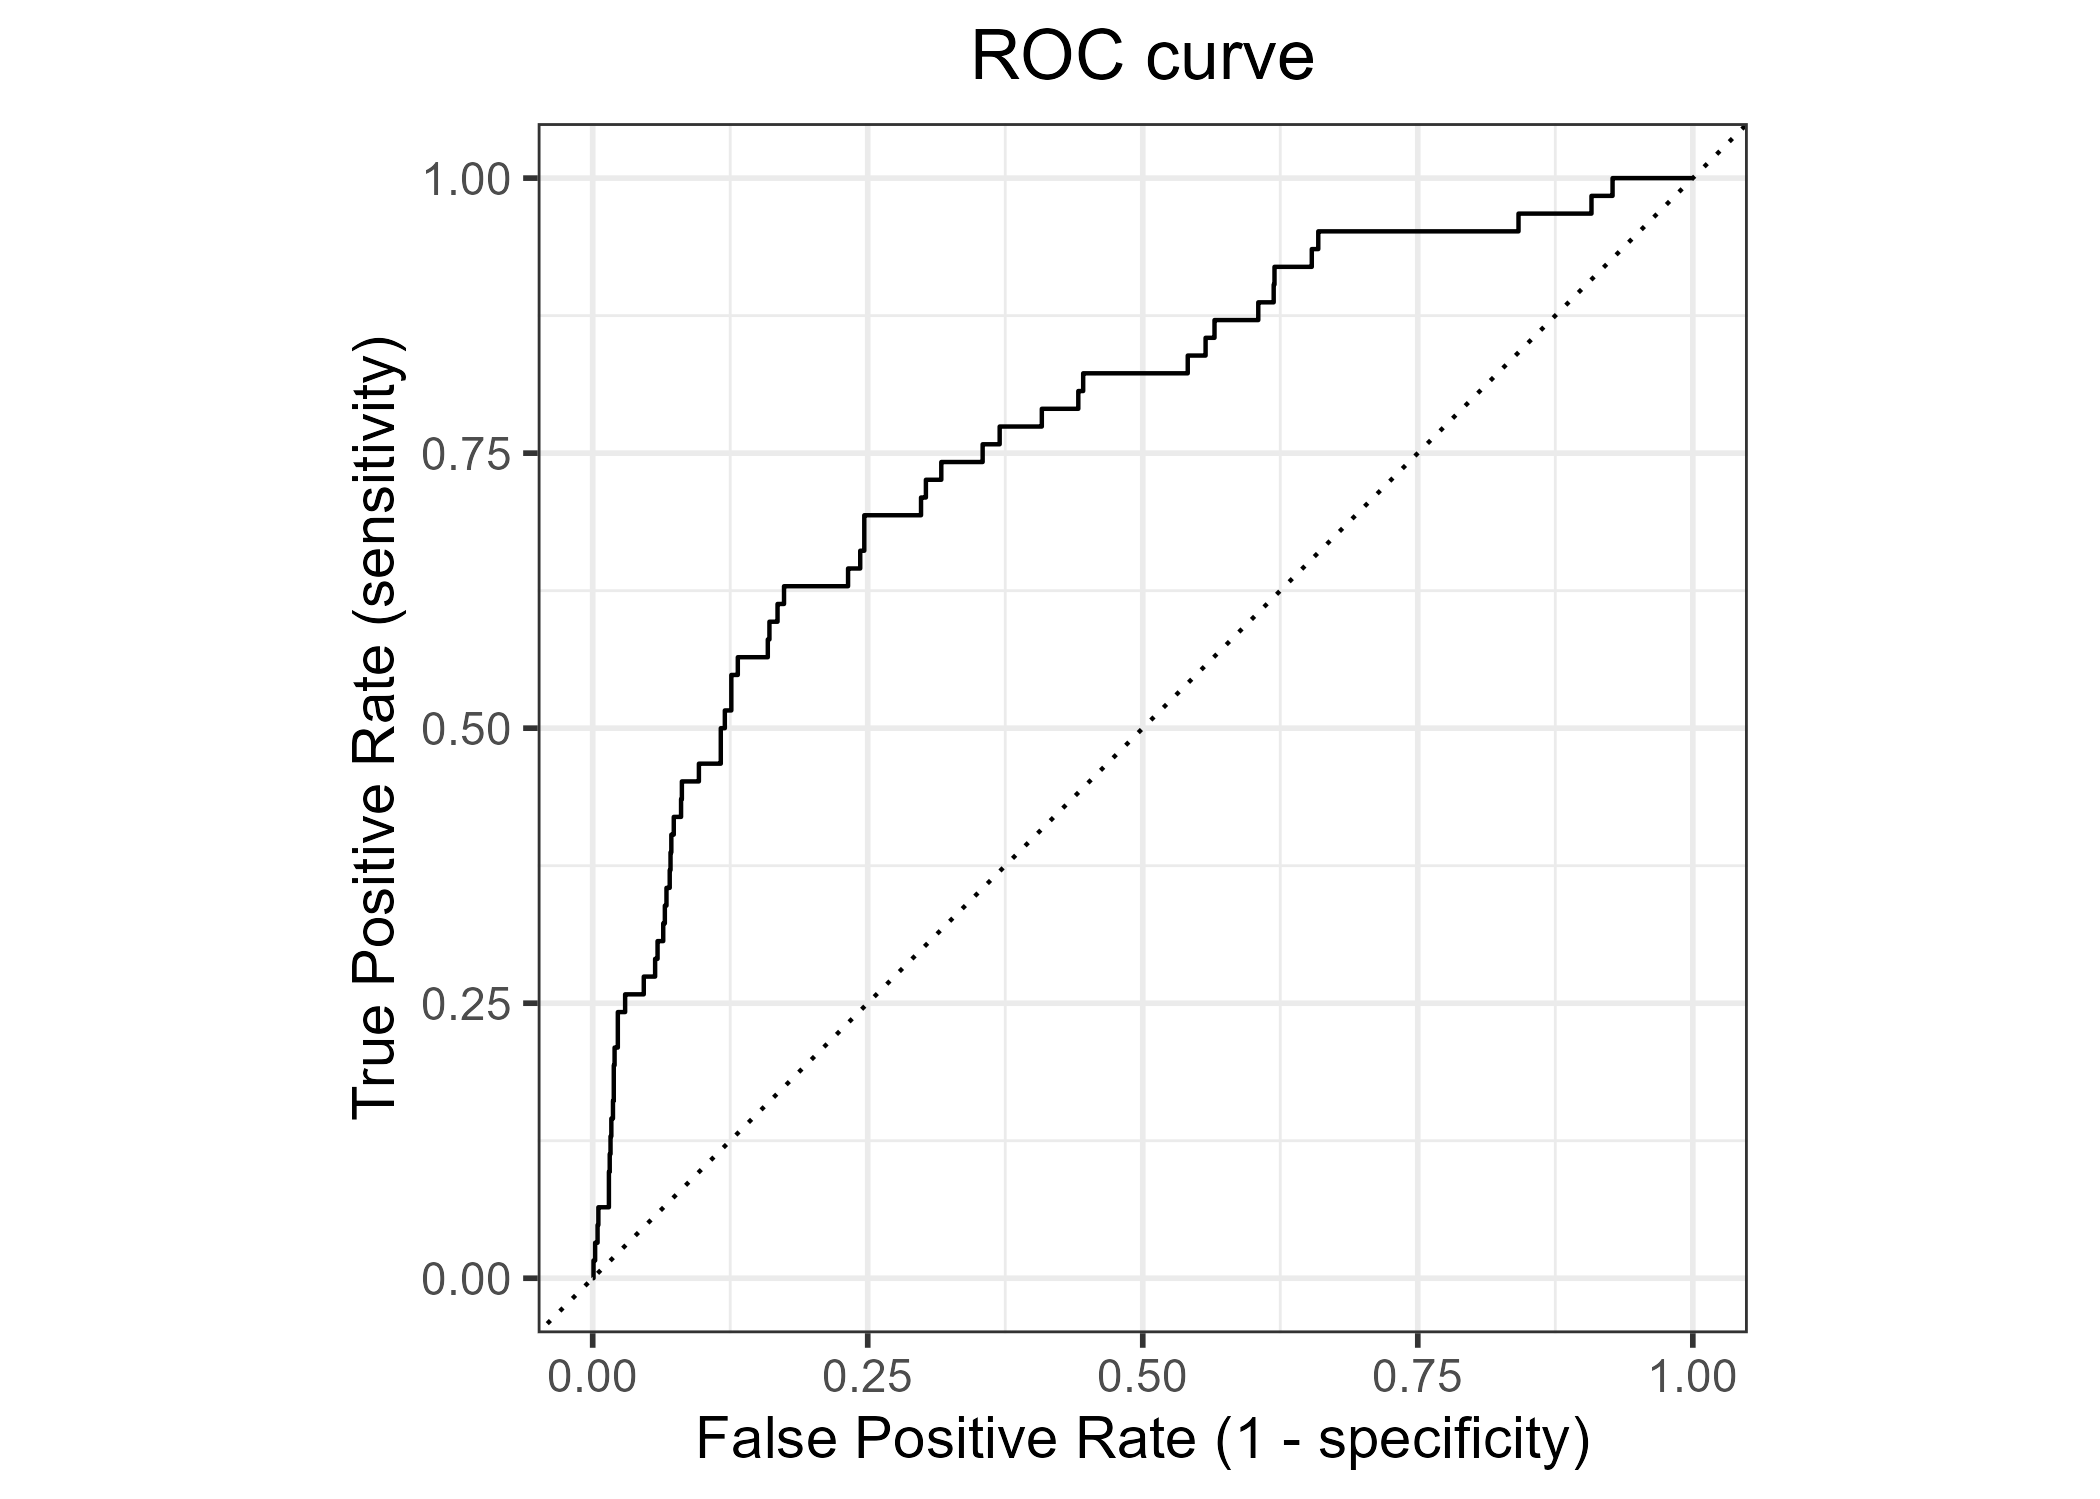 ROC curve
True Positive Rate (sensitivity)
1.00
0.75
0.50
0.25
0.00
0.00 0.25 0.50 0.75 1.00
False Positive Rate (1 - specificity)